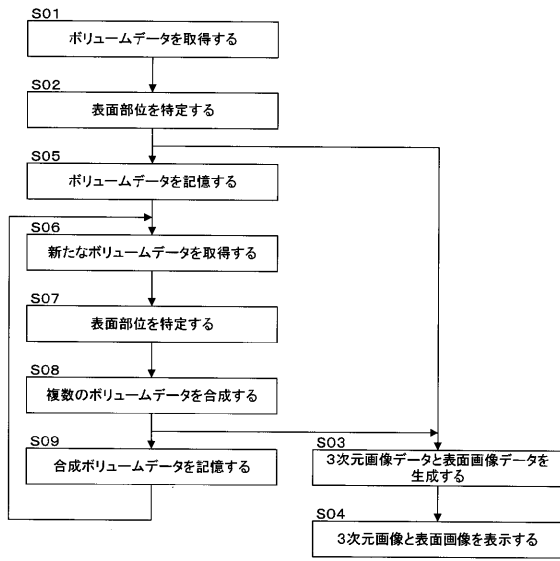 S01
ボリュームデータを取得する
S02
表面部位を特定する
S05
ボリュームデータを記憶する
S06
新たなボリュームデータを取得する
S07
表面部位を特定する
S08
複数のボリュームデータを合成する
S09
合成ボリュームデータを記憶する
S03
3次元画像データと表面画像データを
生成する
S04
3次元画像と表面画像を表示する